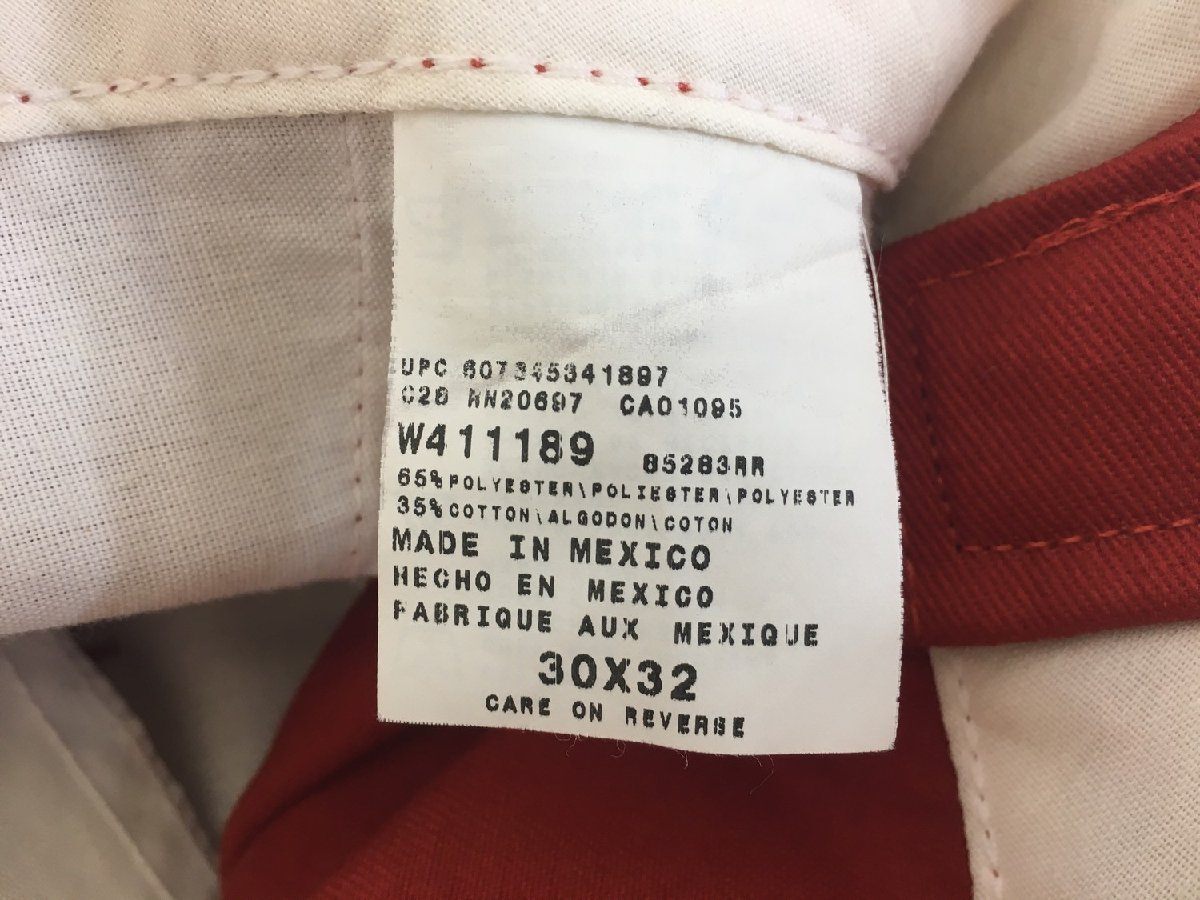 UPC 607345341897
C28 RN20697 CA01095
W411189 85283RR
65% POLYESTER\POLIESTER\POLYESTER
35% COTTON\ALGODON\COTON
MADE IN MEXICO
HECHO EN MEXICO
FABRIQUE AUX MEXIQUE
30X32
CARE ON REVERSE